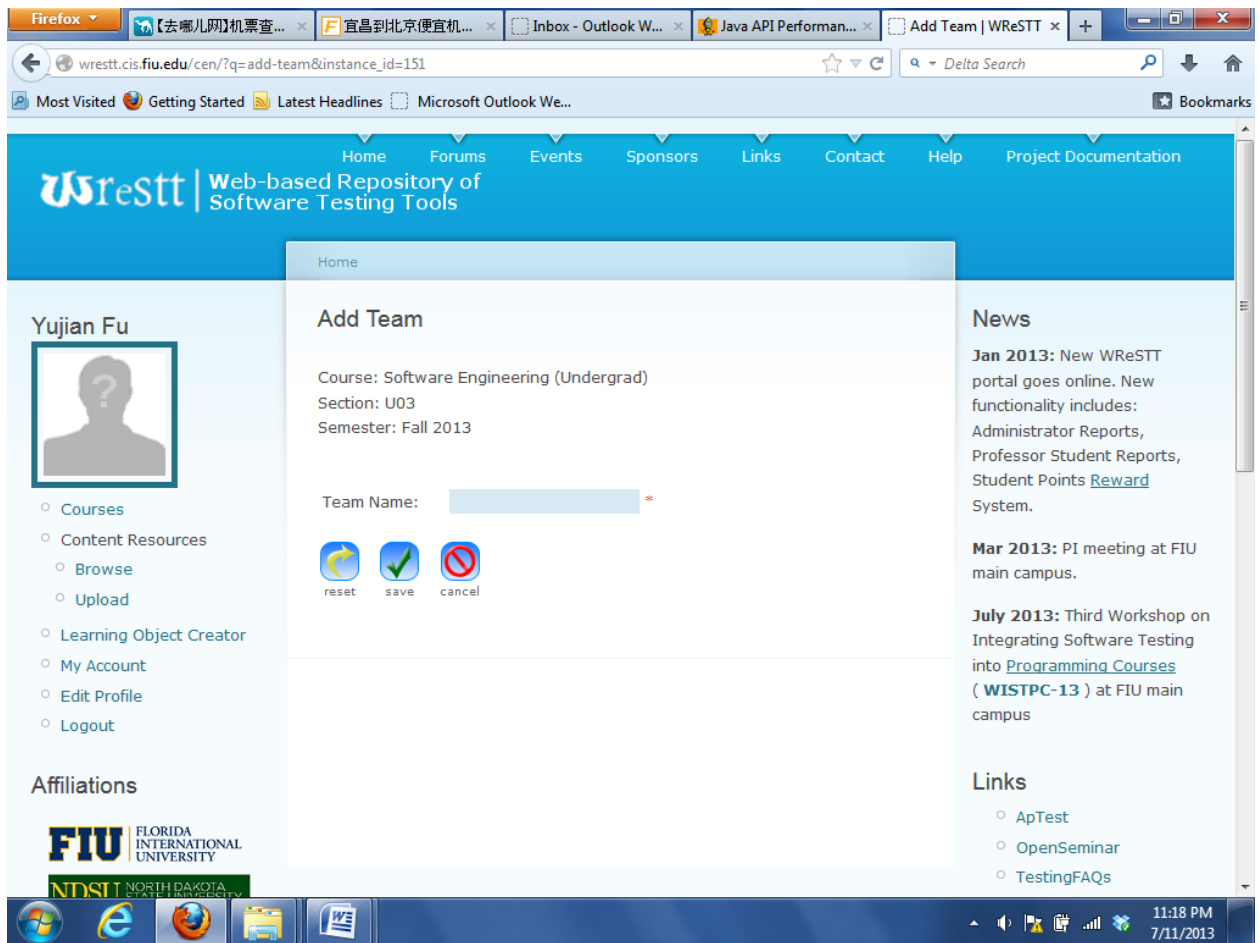 Firefox
【去哪儿网】机票查...
宜昌到北京便宜机...
Inbox - Outlook W...
Java API Performan...
Add Team | WReSTT
wrestt.cis.fiu.edu/cen/?q=add-team&instance_id=151
Delta Search
Most Visited
Getting Started
Latest Headlines
Microsoft Outlook We...
Bookmarks
Home
Forums
Events
Sponsors
Links
Contact
Help
Project Documentation
WreStt
Web-based Repository of
Software Testing Tools
Home
Yujian Fu
?
Courses
Content Resources
Browse
Upload
Learning Object Creator
My Account
Edit Profile
Logout
Affiliations
FIU
FLORIDA
INTERNATIONAL
UNIVERSITY
NDSU
NORTH DAKOTA
STATE UNIVERSITY
Add Team
Course: Software Engineering (Undergrad)
Section: U03
Semester: Fall 2013
Team Name: *
reset
save
cancel
News
Jan 2013: New WReSTT
portal goes online. New
functionality includes:
Administrator Reports,
Professor Student Reports,
Student Points Reward
System.
Mar 2013: PI meeting at FIU
main campus.
July 2013: Third Workshop on
Integrating Software Testing
into Programming Courses
( WISTPC-13 ) at FIU main
campus
Links
ApTest
OpenSeminar
TestingFAQs
11:18 PM
7/11/2013